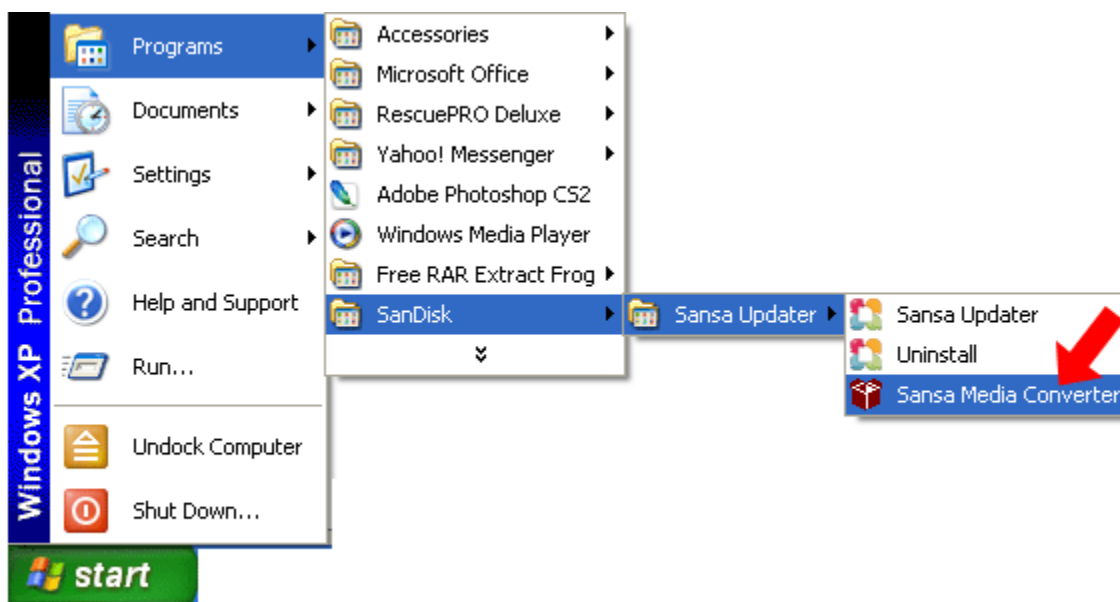 Windows XP Professional
Programs
Documents
Settings
Search
Help and Support
Run...
Undock Computer
Shut Down...
start
Accessories
Microsoft Office
RescuePRO Deluxe
Yahoo! Messenger
Adobe Photoshop CS2
Windows Media Player
Free RAR Extract Frog
SanDisk
Sansa Updater
Sansa Updater
Uninstall
Sansa Media Converter